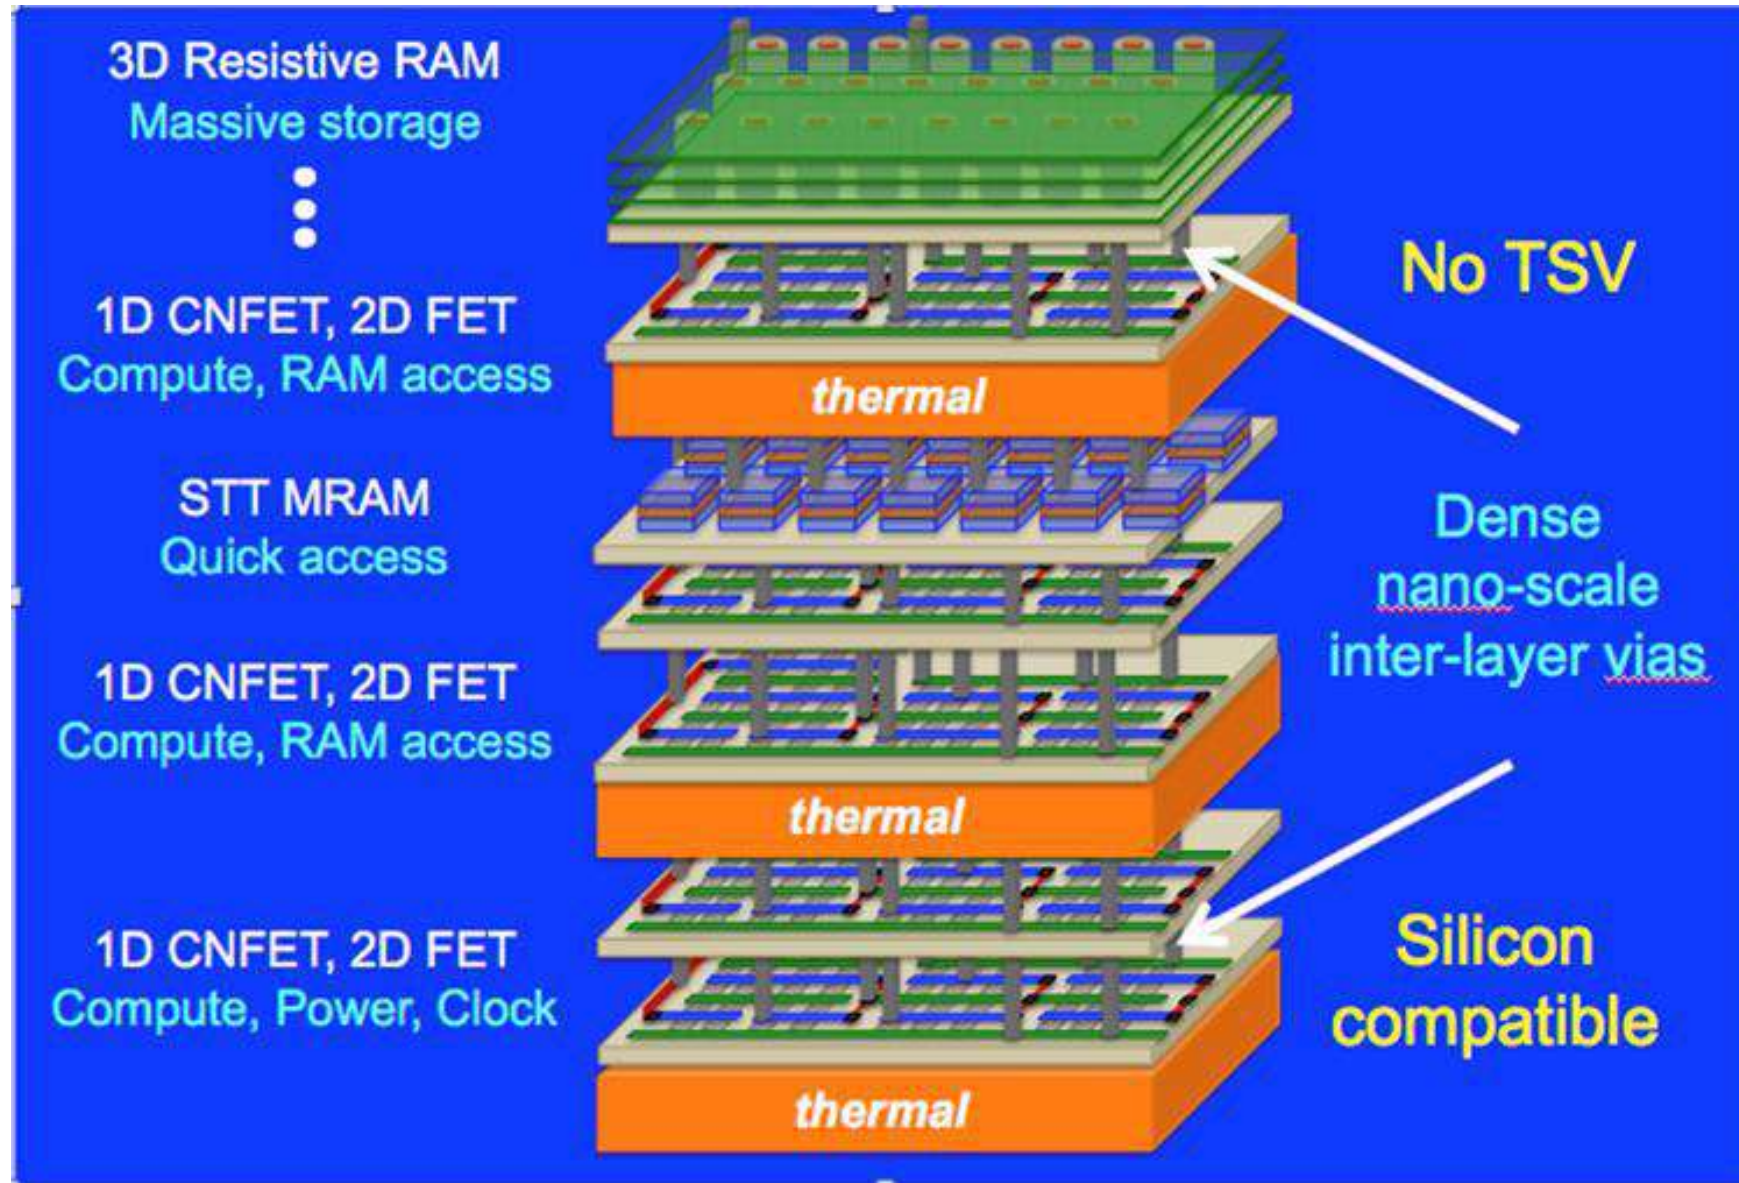 3D Resistive RAM
Massive storage
1D CNFET, 2D FET
Compute, RAM access
STT MRAM
Quick access
1D CNFET, 2D FET
Compute, RAM access
1D CNFET, 2D FET
Compute, Power, Clock
thermal
thermal
thermal
No TSV
Dense
nano-scale
inter-layer vias
Silicon
compatible